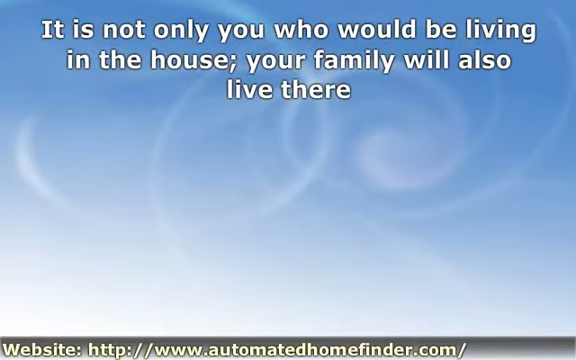 It is not only you who would be living
in the house; your family will also
live there
Website: http://www.automatedhomefinder.com/